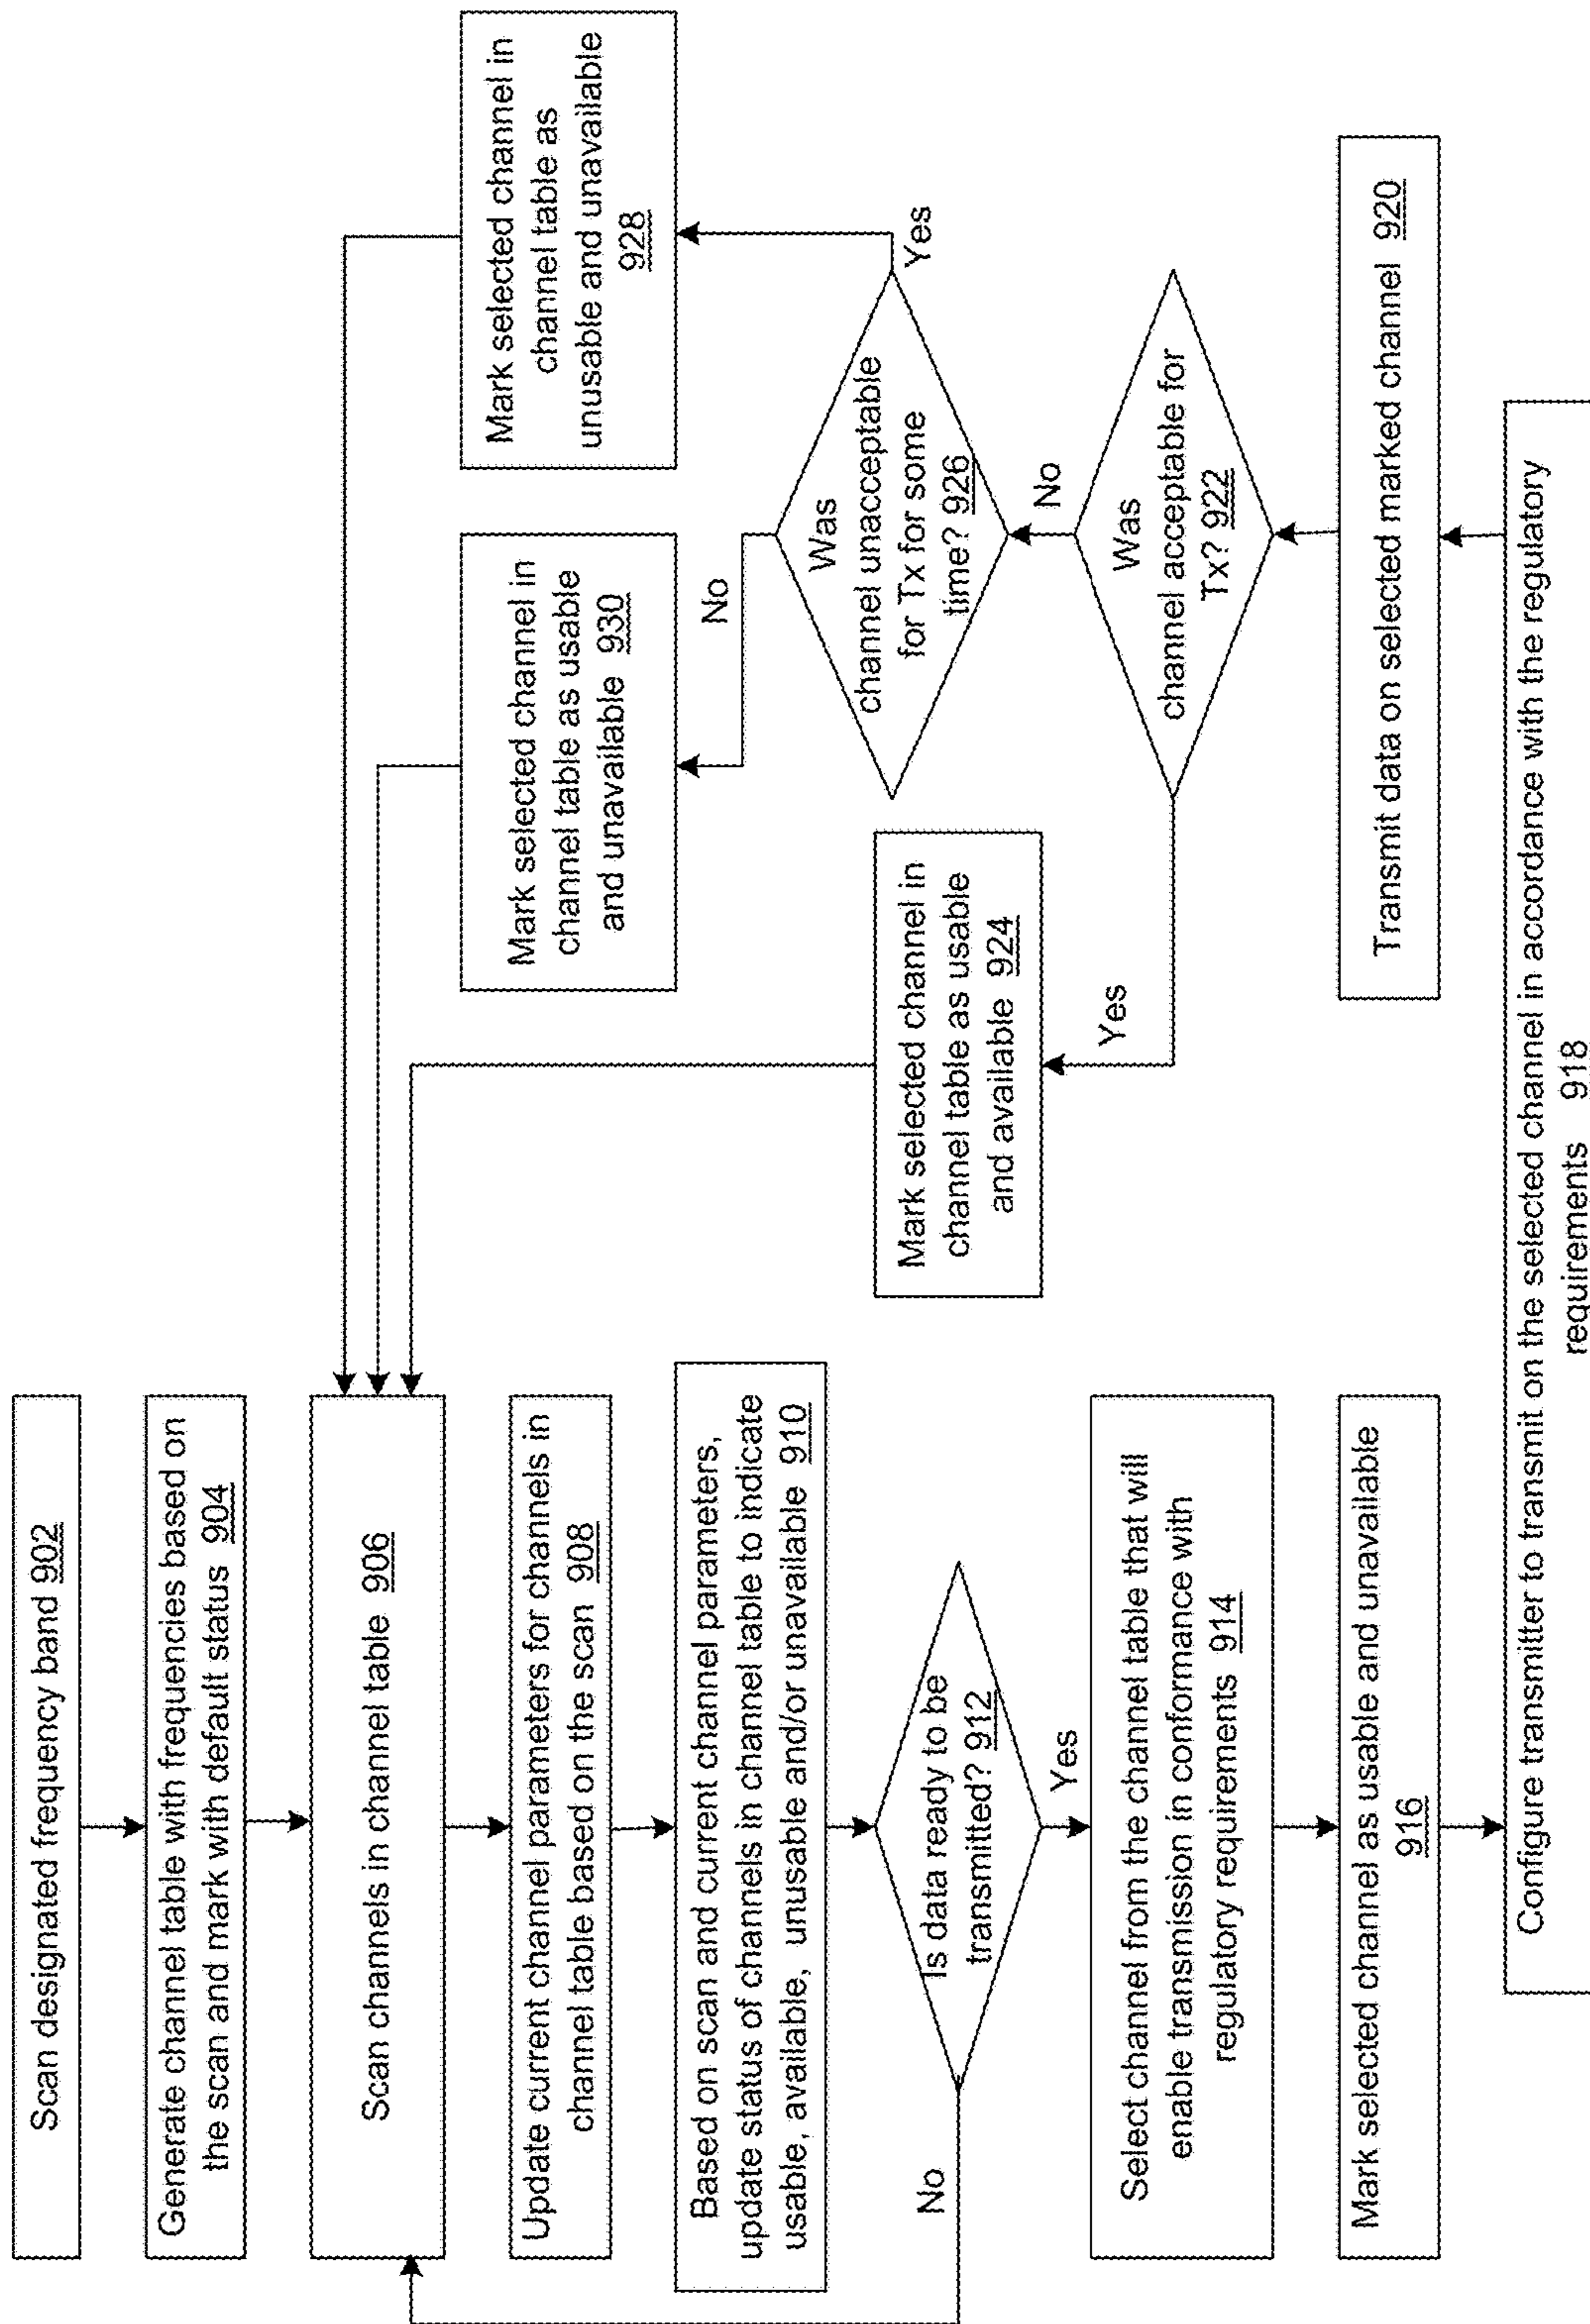 Scan designated frequency band 902
Generate channel table with frequencies based on
the scan and mark with default status 904
Scan channels in channel table 906
Update current channel parameters for channels in
channel table based on the scan 908
Based on scan and current channel parameters,
update status of channels in channel table to indicate
usable, available, unusable and/or unavailable 910
Is data ready to be
transmitted? 912
No
Yes
Select channel from the channel table that will
enable transmission in conformance with
regulatory requirements 914
Mark selected channel as usable and unavailable
916
Configure transmitter to transmit on the selected channel in accordance with the regulatory
requirements 918
Transmit data on selected marked channel 920
Was
channel acceptable for
Tx? 922
Yes
No
Mark selected channel in
channel table as usable
and available 924
Was
channel unacceptable
for Tx for some
time? 926
No
Yes
Mark selected channel in
channel table as usable
and unavailable 930
Mark selected channel in
channel table as
unusable and unavailable
928